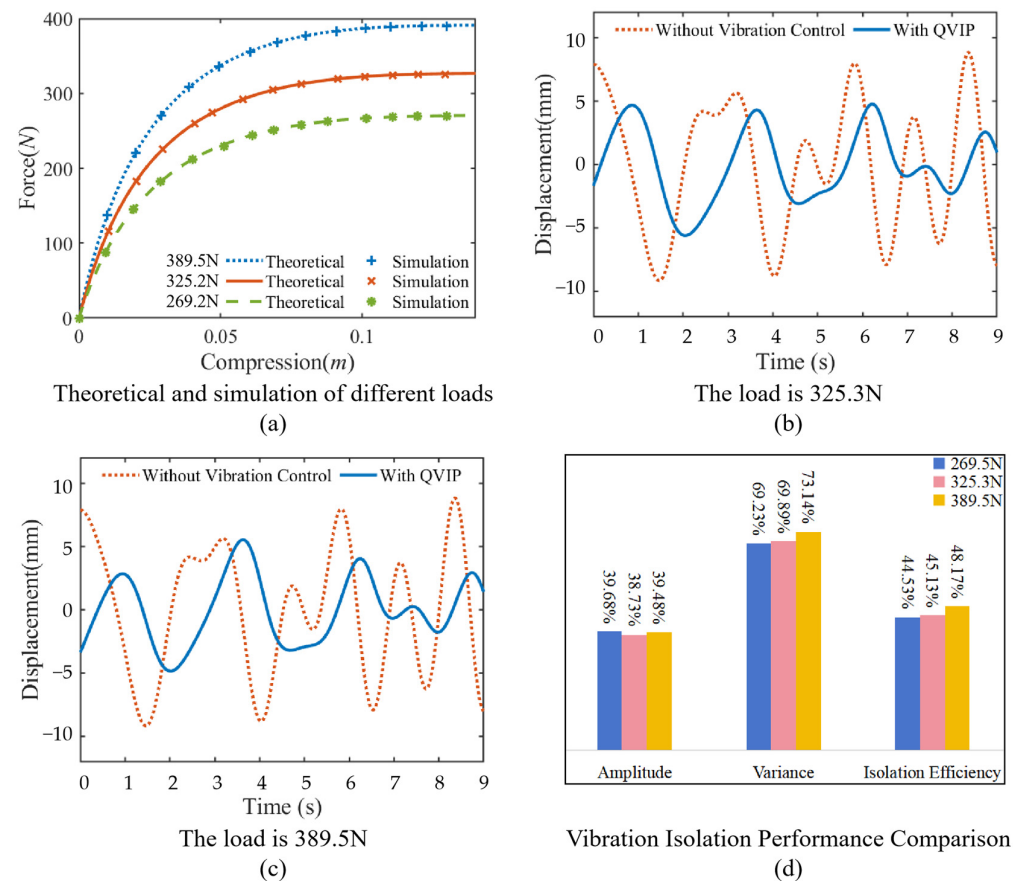 400
300
200
100
0
Force(N)
389.5N Theoretical Simulation
325.2N Theoretical Simulation
269.2N Theoretical Simulation
0 0.05 0.1
Compression(m)
Theoretical and simulation of different loads
(a)
Without Vibration Control With QVIP
10
5
0
−5
−10
Displacement(mm)
0 1 2 3 4 5 6 7 8 9
Time (s)
The load is 325.3N
(b)
Without Vibration Control With QVIP
10
5
0
−5
−10
Displacement(mm)
0 1 2 3 4 5 6 7 8 9
Time (s)
The load is 389.5N
(c)
269.5N
325.3N
389.5N
39.68% 38.73% 39.48%
69.23% 69.89% 73.14%
44.53% 45.13% 48.17%
Amplitude Variance Isolation Efficiency
Vibration Isolation Performance Comparison
(d)